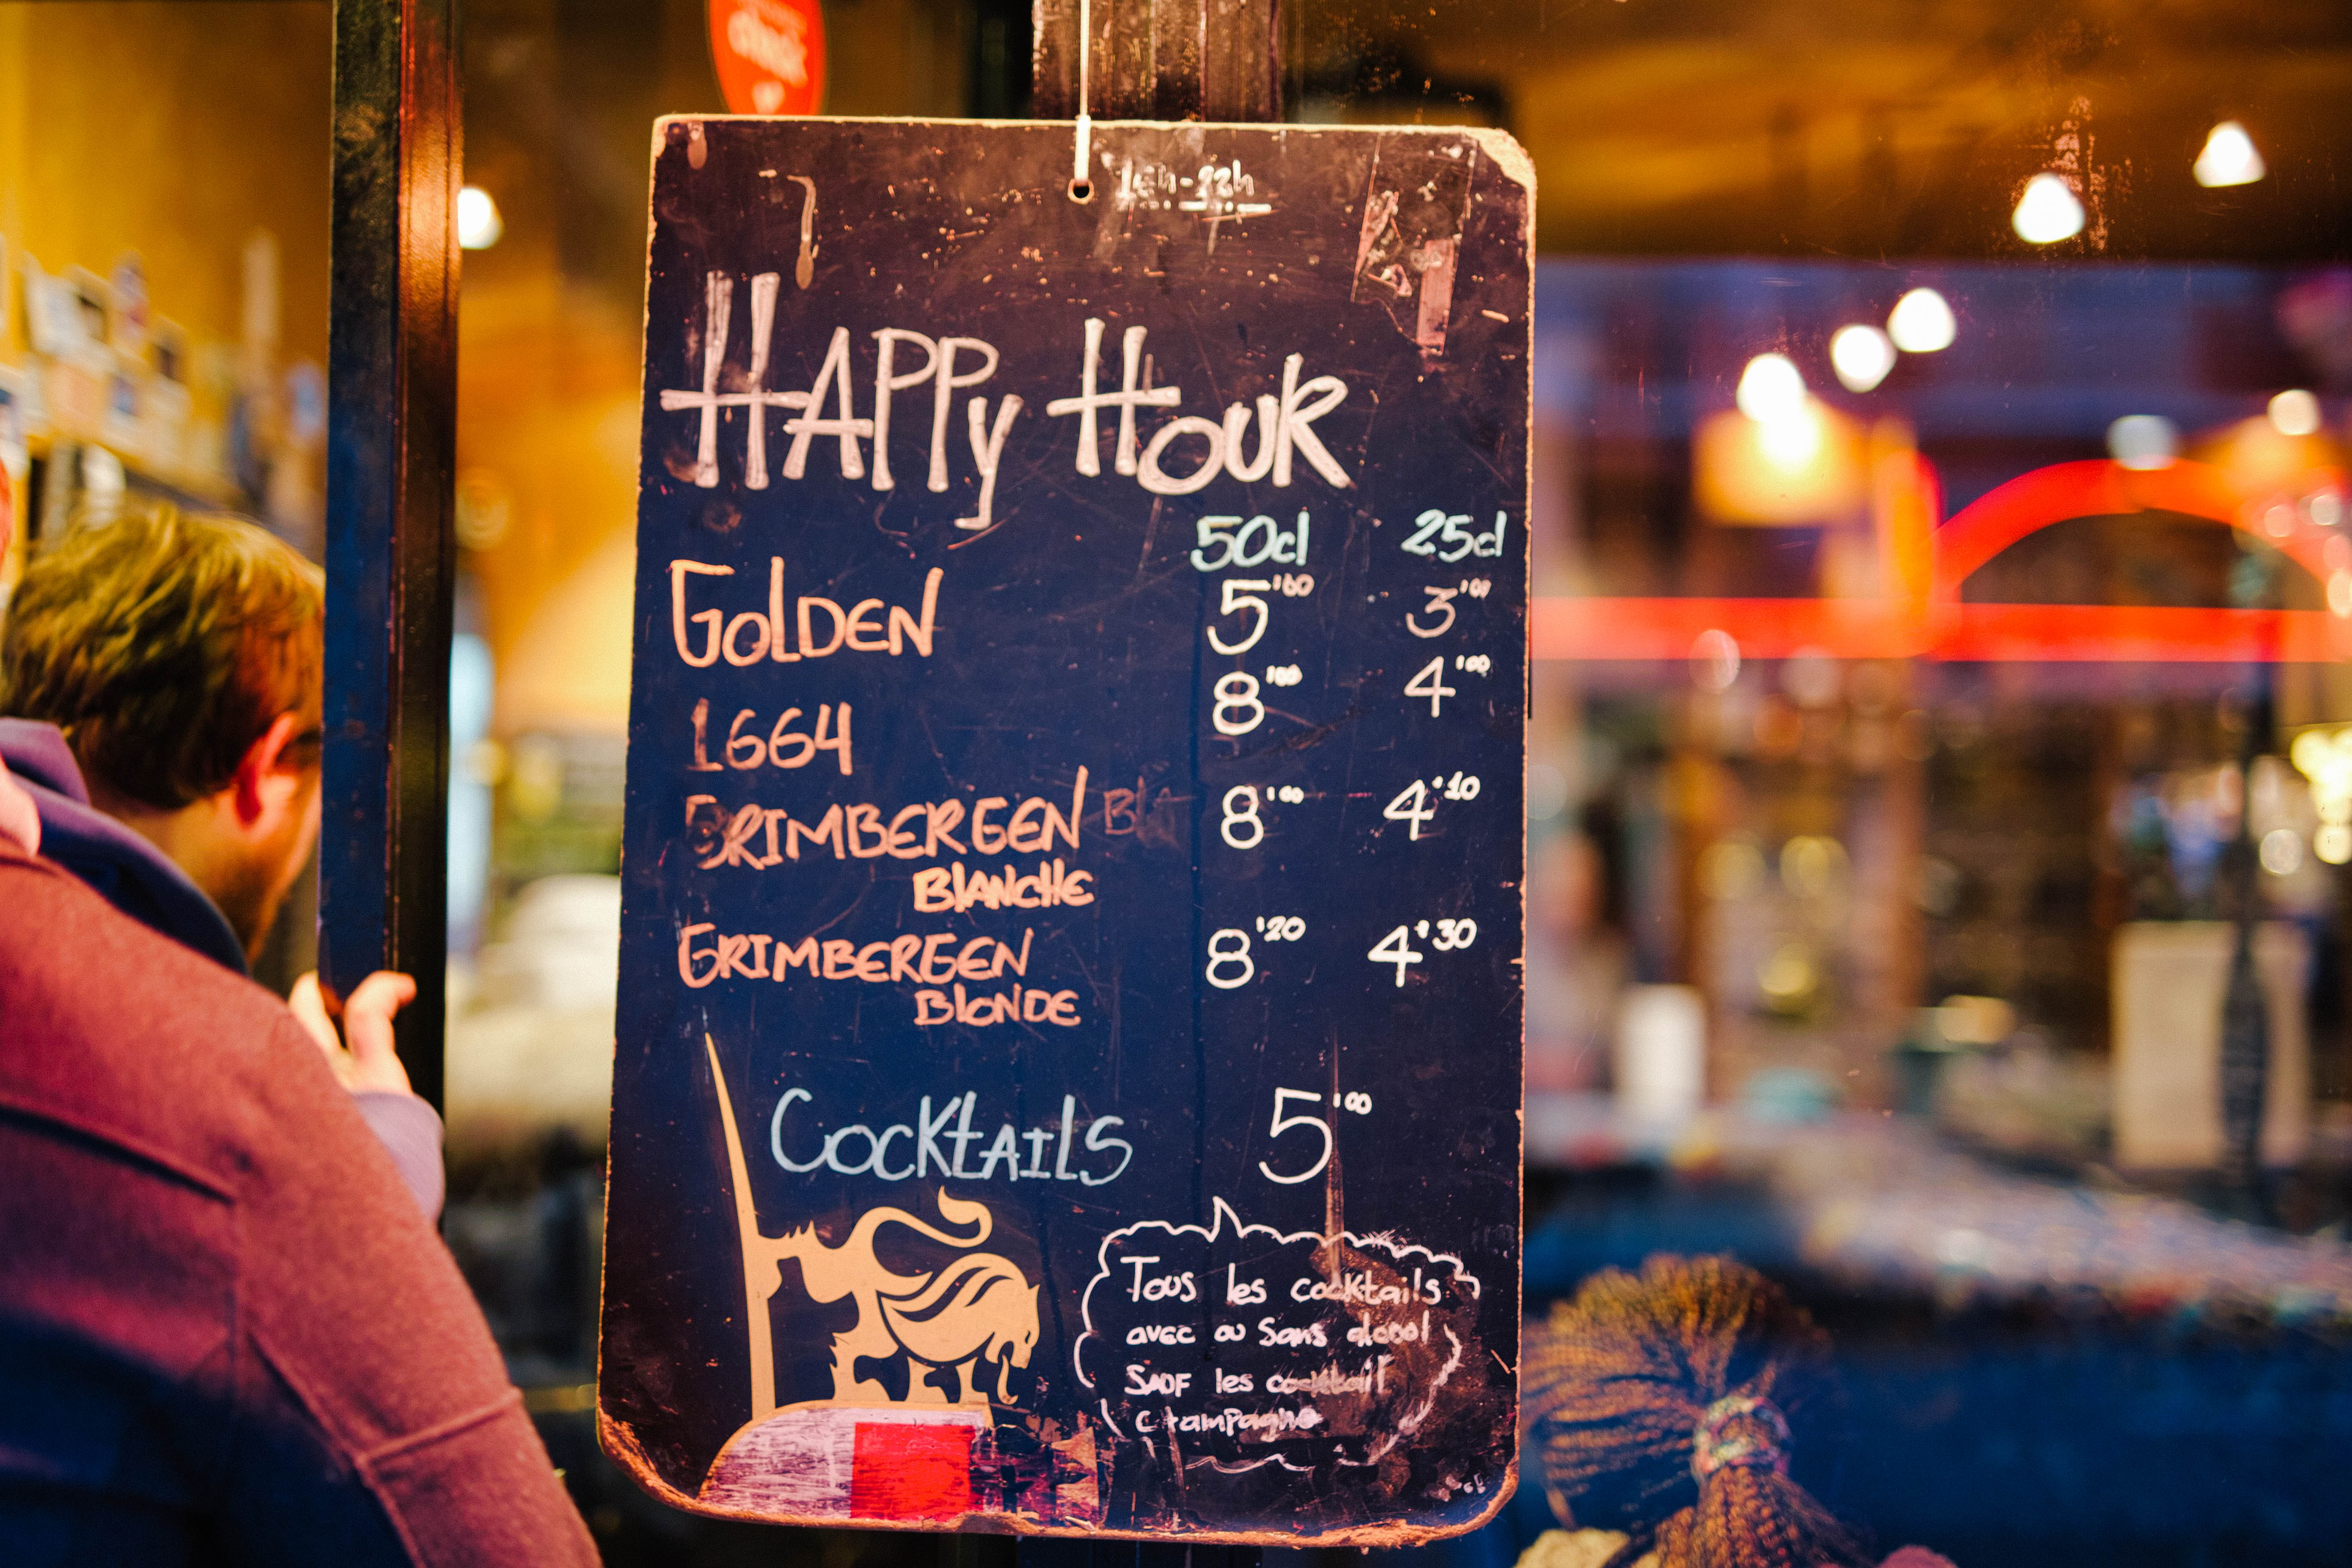 16h-22h
HAPPy HOUR
50cl 25cl
GOLDEN 5'00 3'00
1664 8'00 4'00
GRIMBERGEN 8'00 4'10
BLANCHE
GRIMBERGEN 8'20 4'30
BLONDE
COCKtAILS 5'00
Tous les cocktails
avec ou Sans alcool
SAUF les cocktail
Champagne